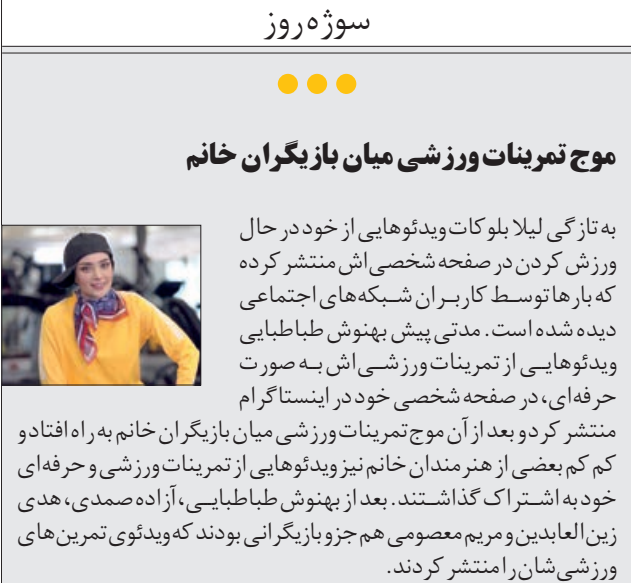 سوژه‌روز
موج تمرینات ورزشی میان بازیگران خانم
به تازگی لیلا بلوکات ویدئوهایی از خود در حال
ورزش کردن در صفحه شخصی‌اش منتشر کرده
که بارها توسط کاربران شبکه‌های اجتماعی
دیده شده است. مدتی پیش بهنوش طباطبایی
ویدئوهایی از تمرینات ورزشی‌اش به صورت
حرفه‌ای، در صفحه شخصی خود در اینستاگرام
منتشر کرد و بعد از آن موج تمرینات ورزشی میان بازیگران خانم به راه افتاد و
کم کم بعضی از هنرمندان خانم نیز ویدئوهایی از تمرینات ورزشی و حرفه‌ای
خود به اشتراک گذاشتند. بعد از بهنوش طباطبایی، آزاده صمدی، هدی
زین‌العابدین و مریم معصومی هم جزو بازیگرانی بودند که ویدئوی تمرین‌های
ورزشی‌شان را منتشر کردند.